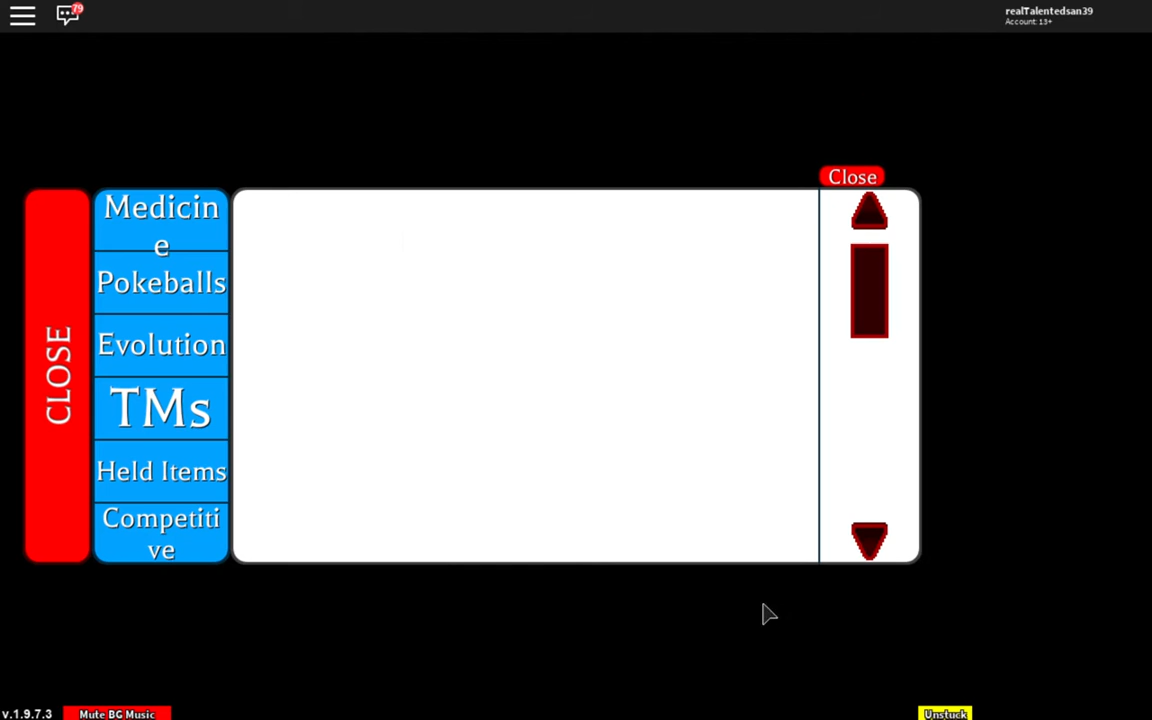 79
realTalentedsan39
Account: 13+
Close
CLOSE
Medicin
e
Pokeballs
Evolution
TMs
Held Items
Competiti
ve
v.1.9.7.3
Mute BG Music
Unstuck